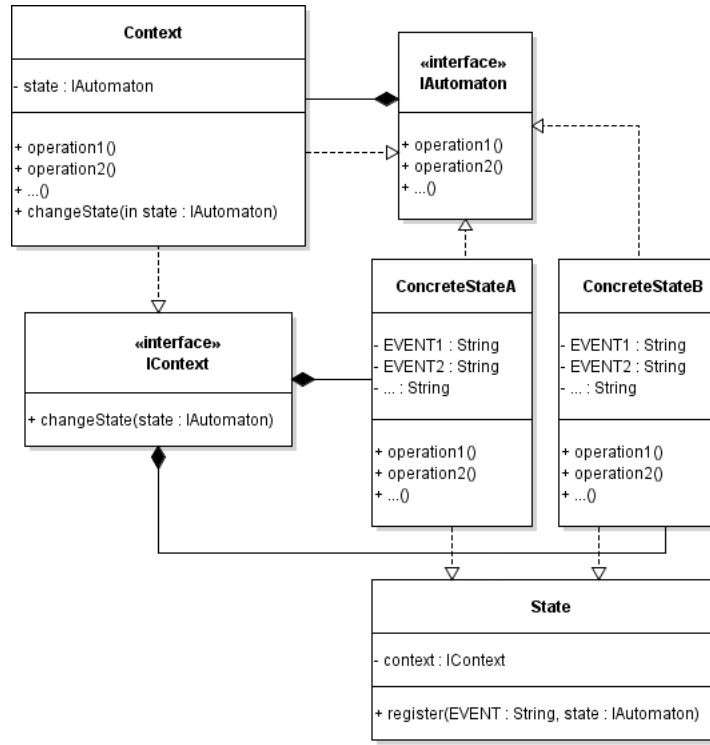 Context
- state : IAutomaton
+ operation1()
+ operation2()
+ ...()
+ changeState(in state : IAutomaton)
«interface»
IAutomaton
+ operation1()
+ operation2()
+ ...()
«interface»
IContext
+ changeState(state : IAutomaton)
ConcreteStateA
- EVENT1 : String
- EVENT2 : String
- ... : String
+ operation1()
+ operation2()
+ ...()
ConcreteStateB
- EVENT1 : String
- EVENT2 : String
- ... : String
+ operation1()
+ operation2()
+ ...()
State
- context : IContext
+ register(EVENT : String, state : IAutomaton)